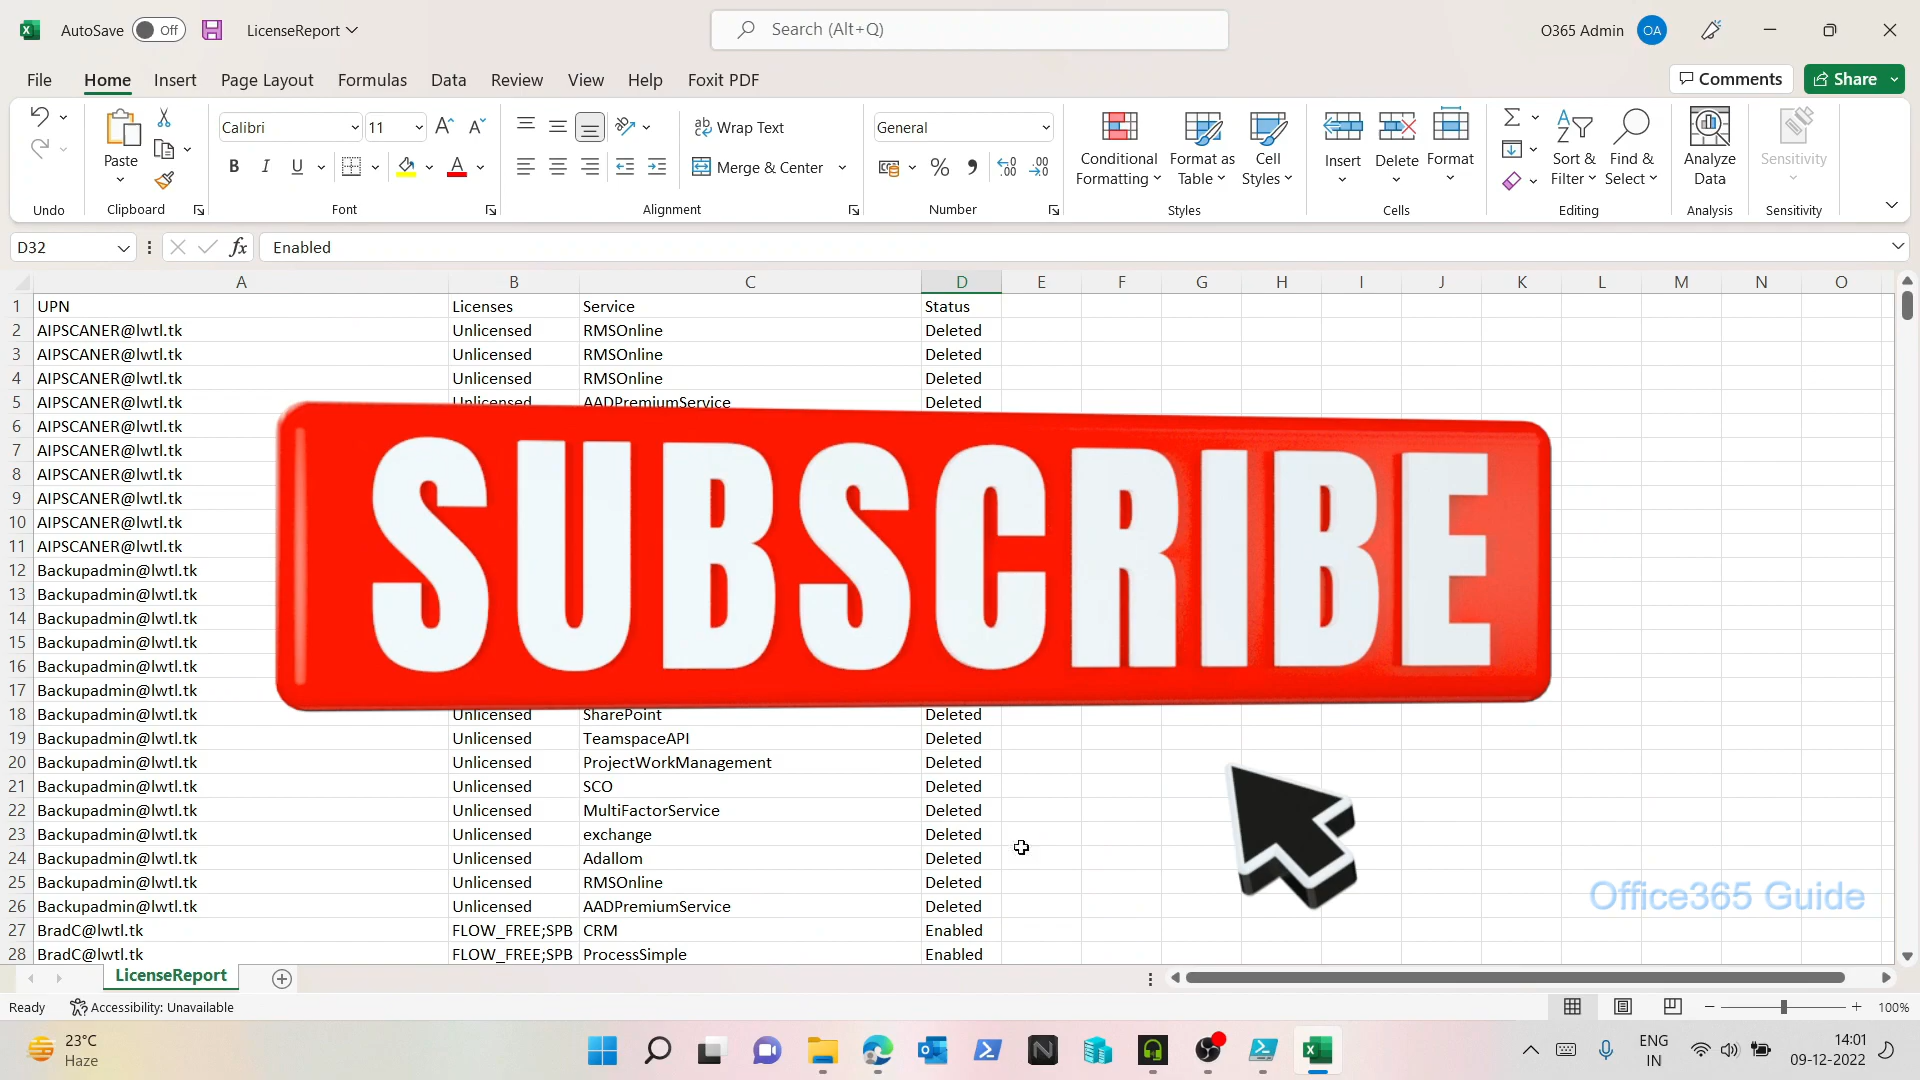 AutoSave Off LicenseReport Search (Alt+Q) O365 Admin OA
File Home Insert Page Layout Formulas Data Review View Help Foxit PDF Comments Share
Paste Calibri 11 Wrap Text General Conditional Formatting Format as Table Cell Styles Insert Delete Format Sort & Filter Find & Select Analyze Data Sensitivity
B I U A Merge & Center % 
Undo Clipboard Font Alignment Number Styles Cells Editing Analysis Sensitivity
D32 fx Enabled
A B C D E F G H I J K L M N O
1 UPN Licenses Service Status
2 AIPSCANER@lwtl.tk Unlicensed RMSOnline Deleted
3 AIPSCANER@lwtl.tk Unlicensed RMSOnline Deleted
4 AIPSCANER@lwtl.tk Unlicensed RMSOnline Deleted
5 AIPSCANER@lwtl.tk Unlicensed AADPremiumService Deleted
6 AIPSCANER@lwtl.tk
7 AIPSCANER@lwtl.tk
8 AIPSCANER@lwtl.tk
9 AIPSCANER@lwtl.tk
10 AIPSCANER@lwtl.tk
11 AIPSCANER@lwtl.tk
SUBSCRIBE
12 Backupadmin@lwtl.tk
13 Backupadmin@lwtl.tk
14 Backupadmin@lwtl.tk
15 Backupadmin@lwtl.tk
16 Backupadmin@lwtl.tk
17 Backupadmin@lwtl.tk
18 Backupadmin@lwtl.tk Unlicensed SharePoint Deleted
19 Backupadmin@lwtl.tk Unlicensed TeamspaceAPI Deleted
20 Backupadmin@lwtl.tk Unlicensed ProjectWorkManagement Deleted
21 Backupadmin@lwtl.tk Unlicensed SCO Deleted
22 Backupadmin@lwtl.tk Unlicensed MultiFactorService Deleted
23 Backupadmin@lwtl.tk Unlicensed exchange Deleted
24 Backupadmin@lwtl.tk Unlicensed Adallom Deleted
25 Backupadmin@lwtl.tk Unlicensed RMSOnline Deleted
26 Backupadmin@lwtl.tk Unlicensed AADPremiumService Deleted
Office365 Guide
27 BradC@lwtl.tk FLOW_FREE;SPB CRM Enabled
28 BradC@lwtl.tk FLOW_FREE;SPB ProcessSimple Enabled
LicenseReport
Ready Accessibility: Unavailable 100%
23°C
Haze
ENG
IN
14:01
09-12-2022